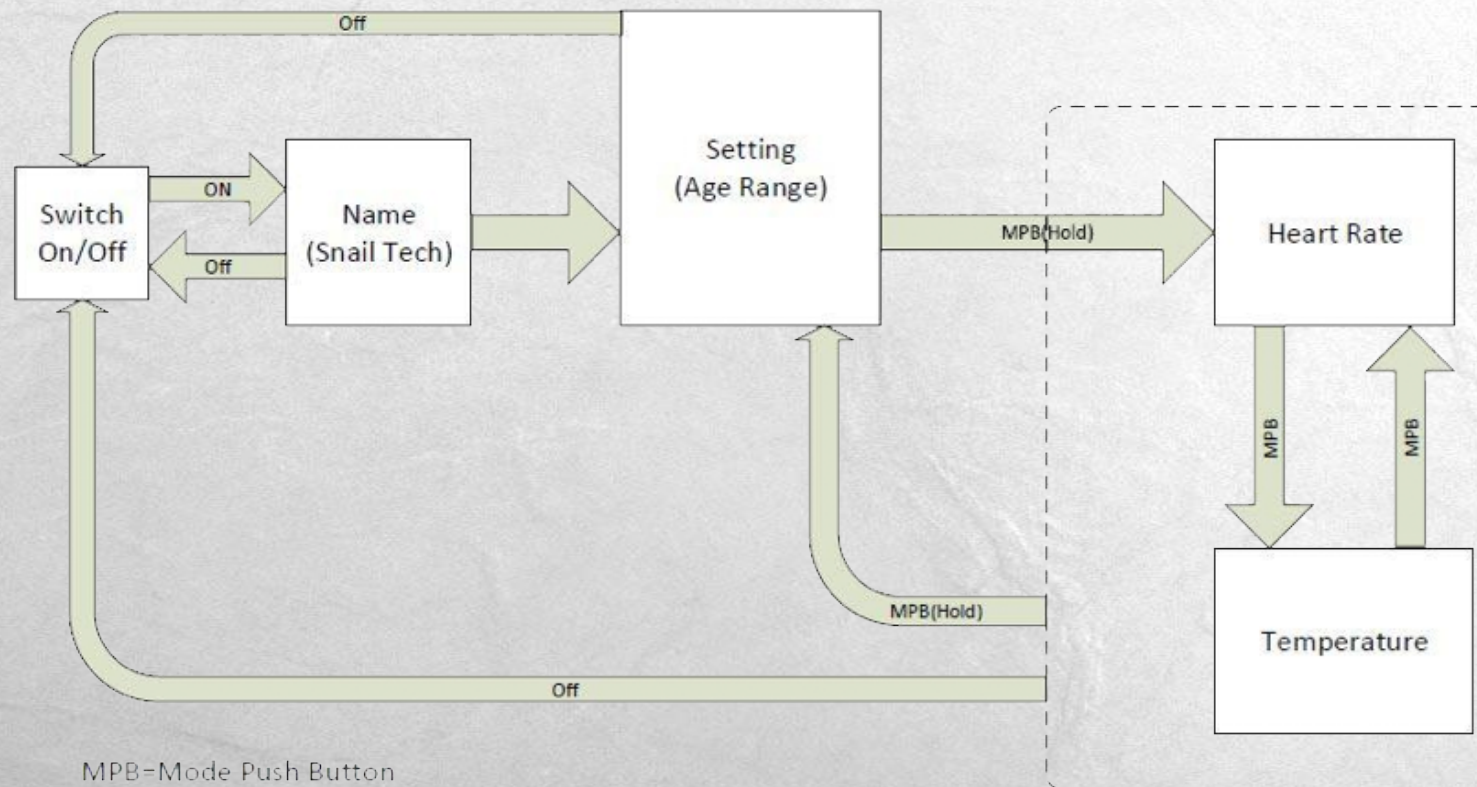 Off
Setting
(Age Range)
Switch
On/Off
ON
Off
Name
(Snail Tech)
MPB(Hold)
Heart Rate
MPB
MPB
MPB(Hold)
Temperature
Off
MPB=Mode Push Button